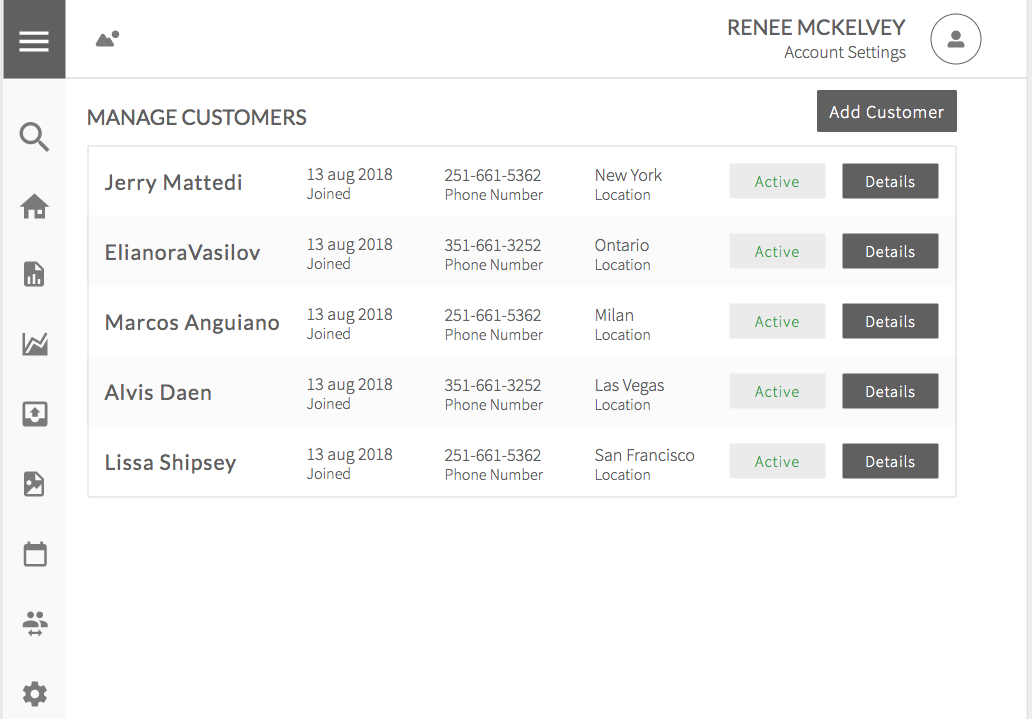 RENEE MCKELVEY
Account Settings
MANAGE CUSTOMERS
Add Customer
Jerry Mattedi
13 aug 2018
Joined
251-661-5362
Phone Number
New York
Location
Active
Details
ElianoraVasilov
13 aug 2018
Joined
351-661-3252
Phone Number
Ontario
Location
Active
Details
Marcos Anguiano
13 aug 2018
Joined
251-661-5362
Phone Number
Milan
Location
Active
Details
Alvis Daen
13 aug 2018
Joined
351-661-3252
Phone Number
Las Vegas
Location
Active
Details
Lissa Shipsey
13 aug 2018
Joined
251-661-5362
Phone Number
San Francisco
Location
Active
Details